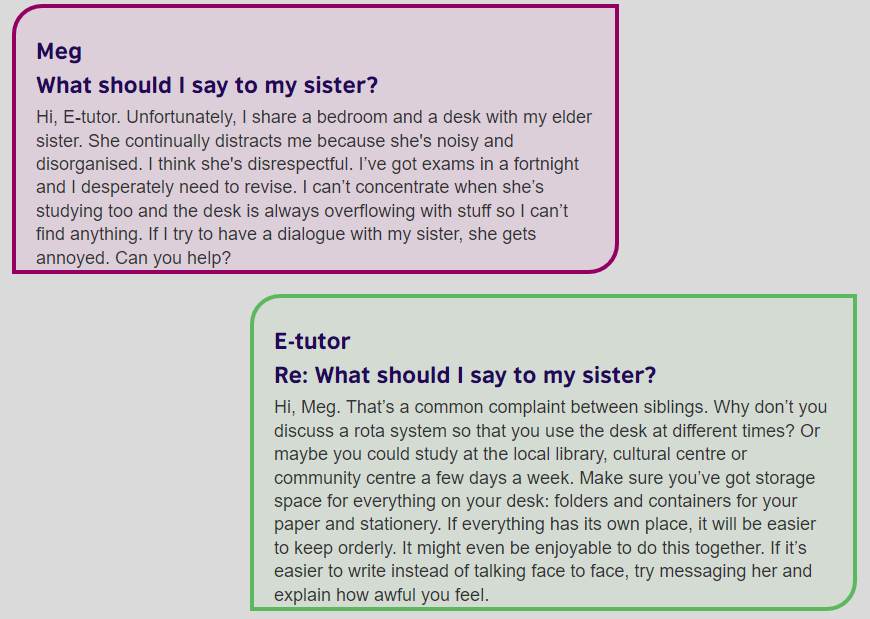 Meg
What should I say to my sister?
Hi, E-tutor. Unfortunately, I share a bedroom and a desk with my elder
sister. She continually distracts me because she's noisy and
disorganised. I think she's disrespectful. I’ve got exams in a fortnight
and I desperately need to revise. I can’t concentrate when she’s
studying too and the desk is always overflowing with stuff so I can’t
find anything. If I try to have a dialogue with my sister, she gets
annoyed. Can you help?
E-tutor
Re: What should I say to my sister?
Hi, Meg. That’s a common complaint between siblings. Why don’t you
discuss a rota system so that you use the desk at different times? Or
maybe you could study at the local library, cultural centre or
community centre a few days a week. Make sure you’ve got storage
space for everything on your desk: folders and containers for your
paper and stationery. If everything has its own place, it will be easier
to keep orderly. It might even be enjoyable to do this together. If it’s
easier to write instead of talking face to face, try messaging her and
explain how awful you feel.